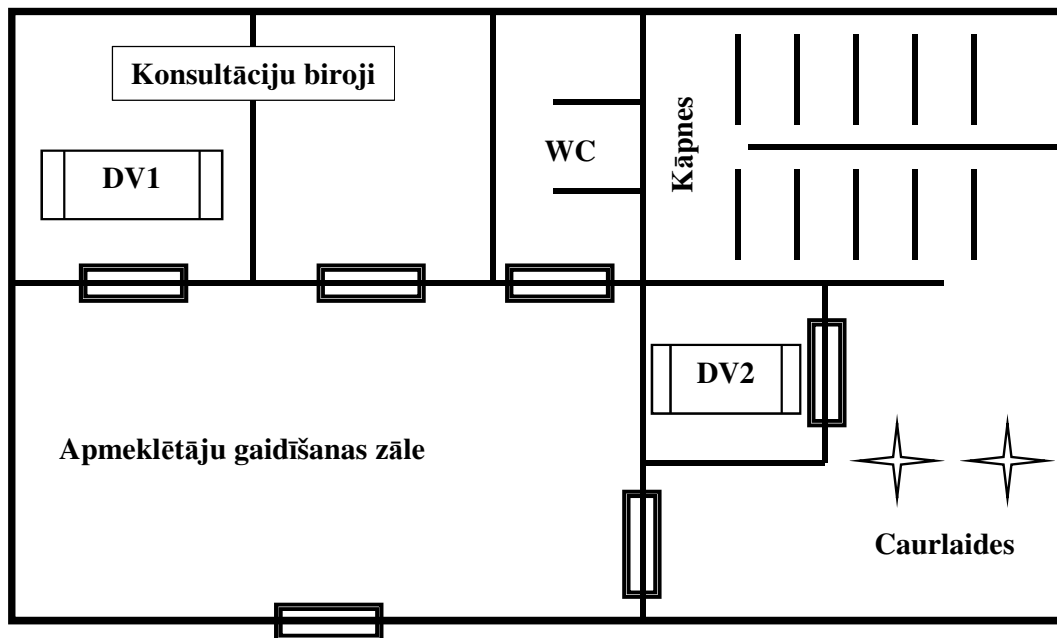 Konsultāciju biroji
DV1
WC
Kāpnes
DV2
Apmeklētāju gaidīšanas zāle
Caurlaides